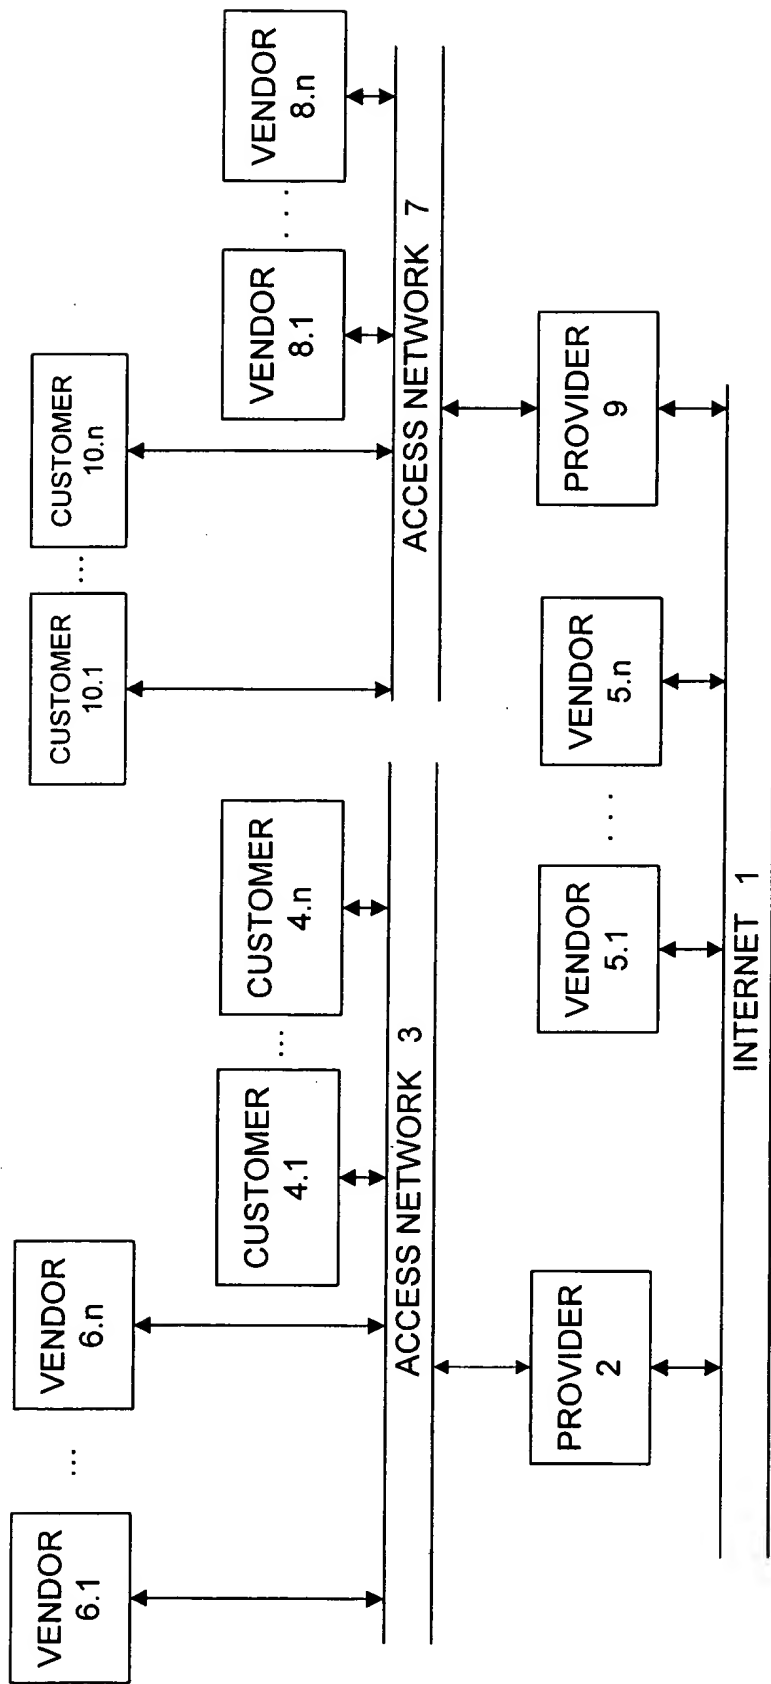 VENDOR
6.1
...
VENDOR
6.n
CUSTOMER
10.1
...
CUSTOMER
10.n
CUSTOMER
4.1
...
CUSTOMER
4.n
VENDOR
8.1
. . .
VENDOR
8.n
ACCESS NETWORK 3
ACCESS NETWORK 7
PROVIDER
2
VENDOR
5.1
. . .
VENDOR
5.n
PROVIDER
9
INTERNET 1